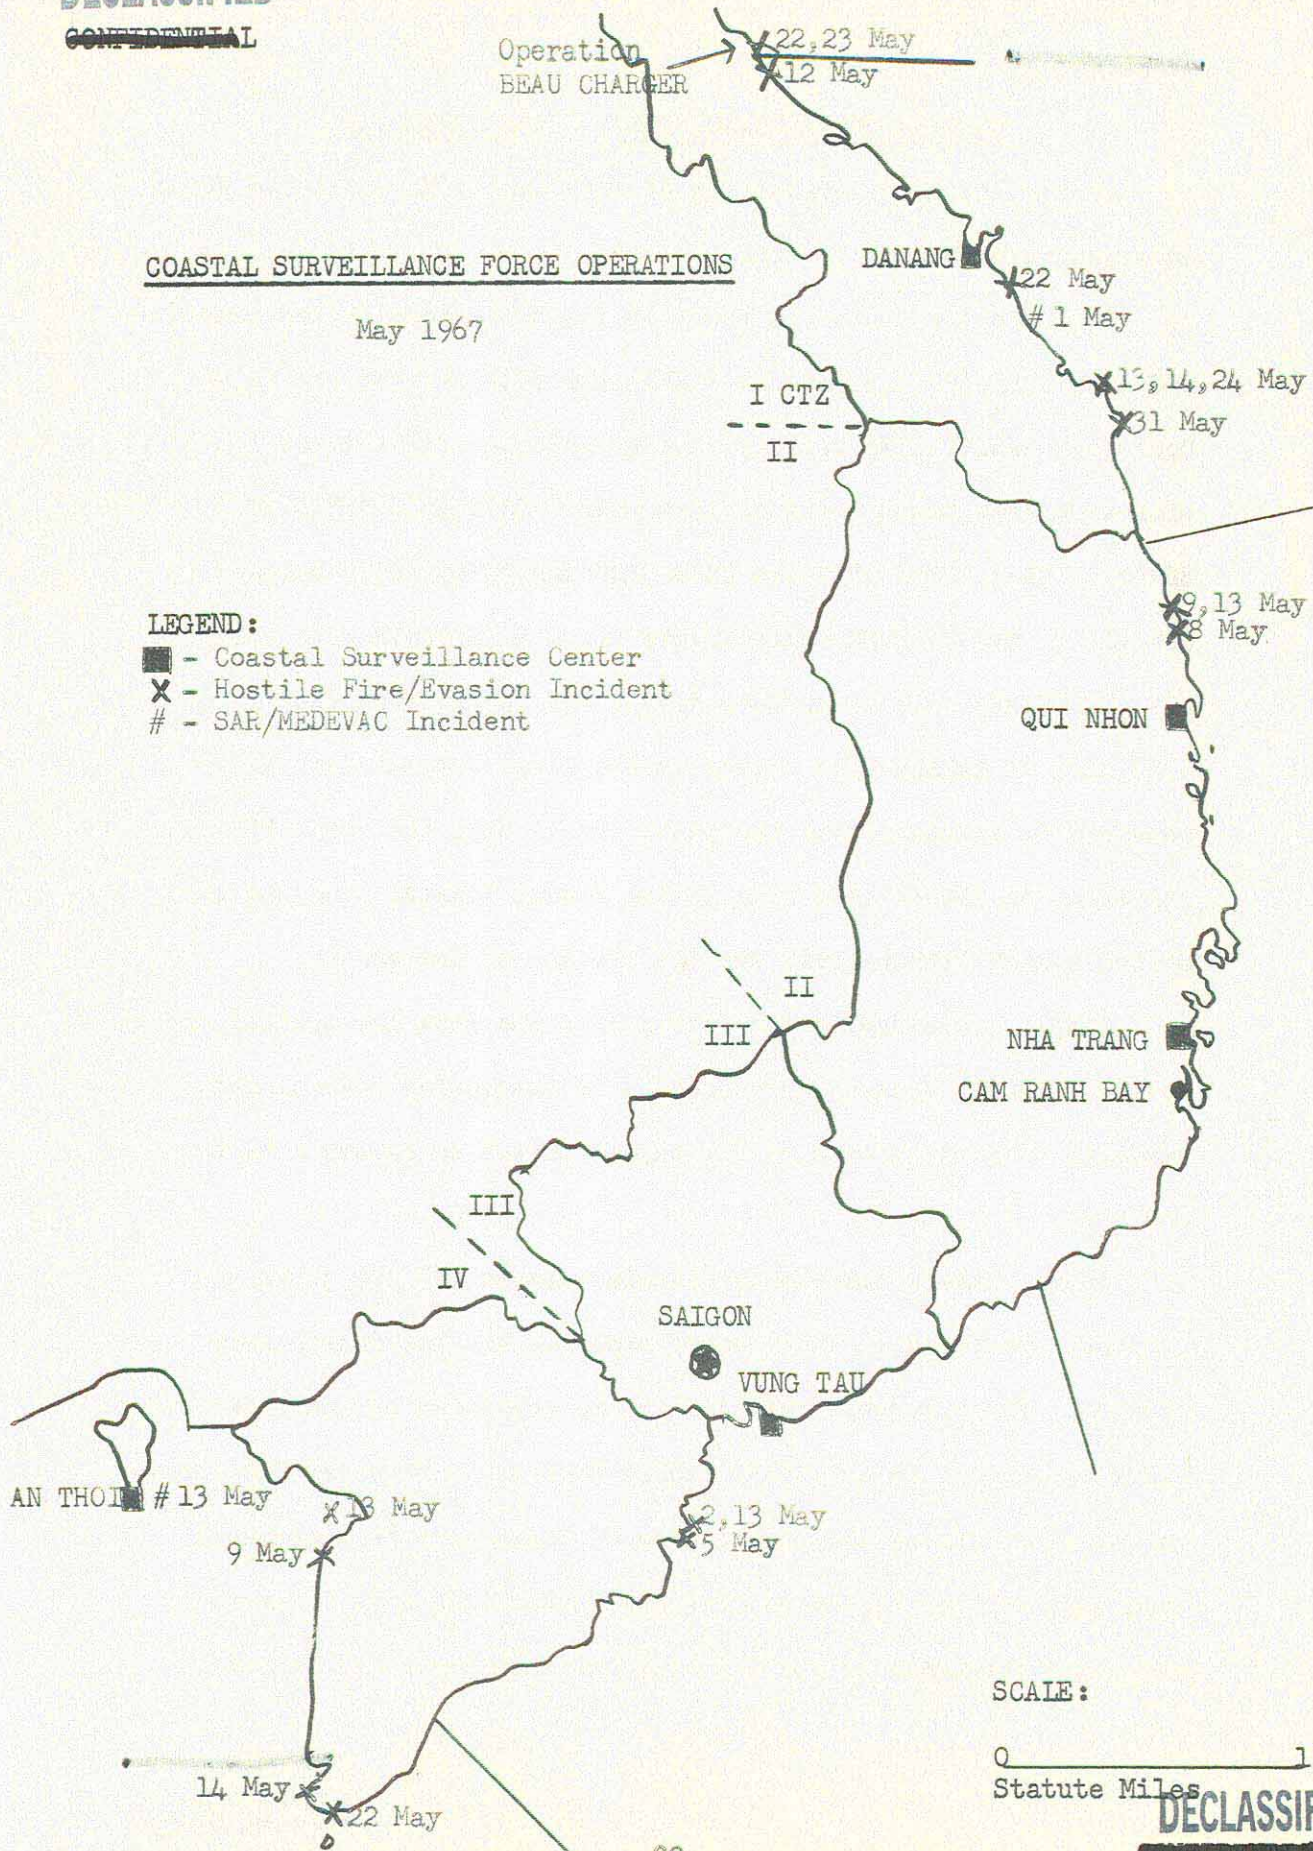 CONFIDENTIAL
Operation
BEAU CHARGER
22,23 May
12 May
COASTAL SURVEILLANCE FORCE OPERATIONS
May 1967
DANANG
22 May
# 1 May
13,14,24 May
31 May
I CTZ
II
9,13 May
8 May
LEGEND:
■ - Coastal Surveillance Center
X - Hostile Fire/Evasion Incident
# - SAR/MEDEVAC Incident
QUI NHON
II
III
NHA TRANG
CAM RANH BAY
III
IV
SAIGON
VUNG TAU
AN THOI
# 13 May
13 May
9 May
2,13 May
5 May
14 May
22 May
SCALE:
0 1
Statute Miles
DECLASSIF